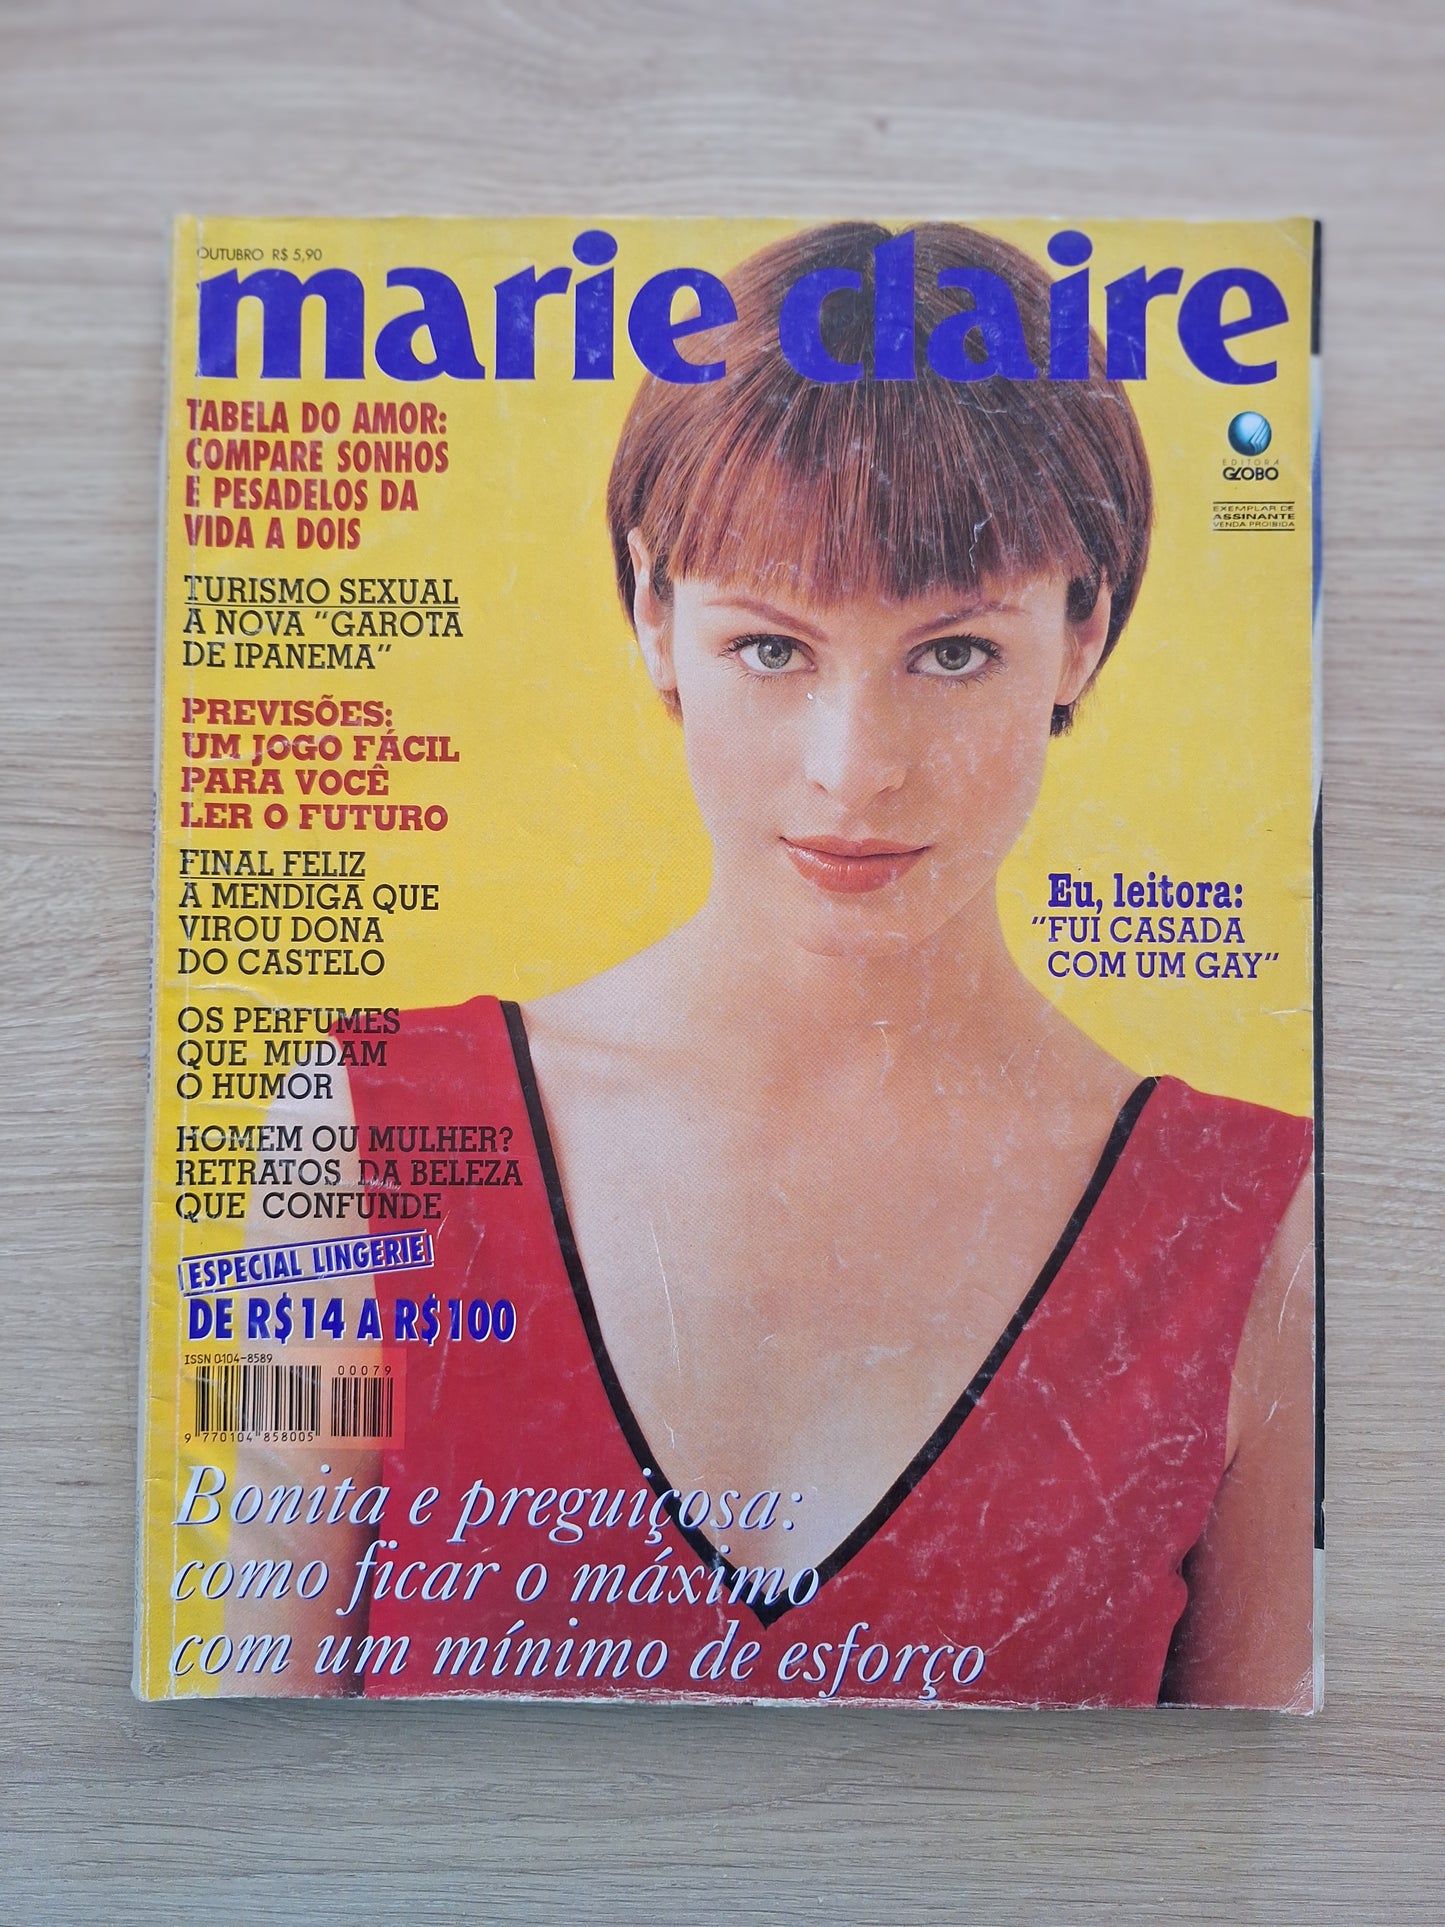 OUTUBRO R$ 5,90
marie claire
TABELA DO AMOR:
COMPARE SONHOS
E PESADELOS DA
VIDA A DOIS
TURISMO SEXUAL
A NOVA “GAROTA
DE IPANEMA”
PREVISÕES:
UM JOGO FÁCIL
PARA VOCÊ
LER O FUTURO
FINAL FELIZ
A MENDIGA QUE
VIROU DONA
DO CASTELO
OS PERFUMES
QUE MUDAM
O HUMOR
HOMEM OU MULHER?
RETRATOS DA BELEZA
QUE CONFUNDE
ESPECIAL LINGERIE
DE R$ 14 A R$ 100
ISSN 0104-8589
00079
9 770104 858005
EDITORA
GLOBO
EXEMPLAR DE
ASSINANTE
VENDA PROIBIDA
Eu, leitora:
“FUI CASADA
COM UM GAY”
Bonita e preguiçosa:
como ficar o máximo
com um mínimo de esforço